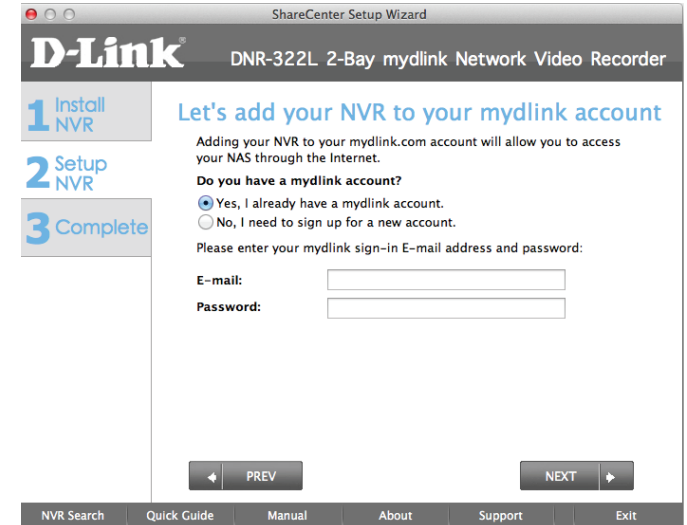 ShareCenter Setup Wizard
D-Link®
DNR-322L 2-Bay mydlink Network Video Recorder
1 Install NVR
2 Setup NVR
3 Complete
Let's add your NVR to your mydlink account
Adding your NVR to your mydlink.com account will allow you to access
your NAS through the Internet.
Do you have a mydlink account?
Yes, I already have a mydlink account.
No, I need to sign up for a new account.
Please enter your mydlink sign-in E-mail address and password:
E-mail:
Password:
PREV
NEXT
NVR Search
Quick Guide
Manual
About
Support
Exit